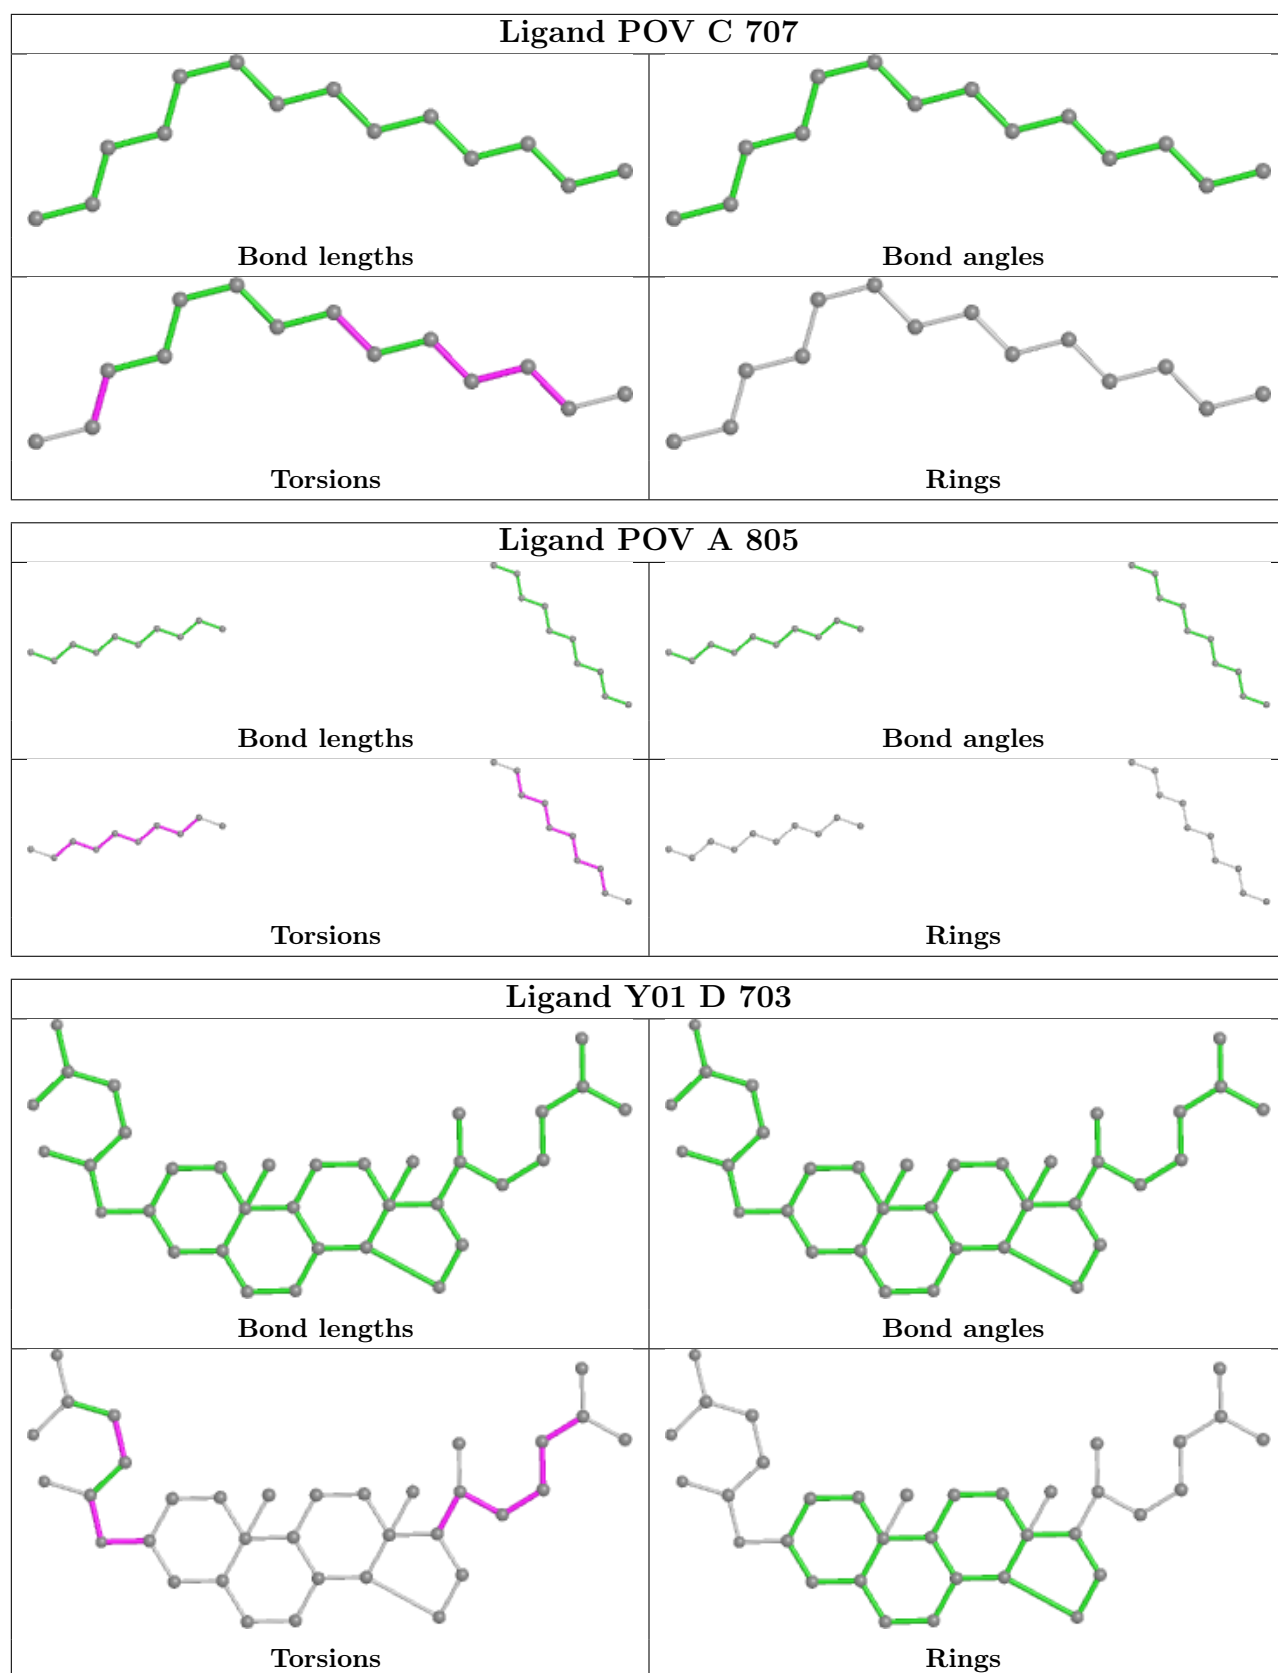 Ligand POV C 707
Bond lengths
Bond angles
Torsions
Rings
Ligand POV A 805
Bond lengths
Bond angles
Torsions
Rings
Ligand Y01 D 703
Bond lengths
Bond angles
Torsions
Rings